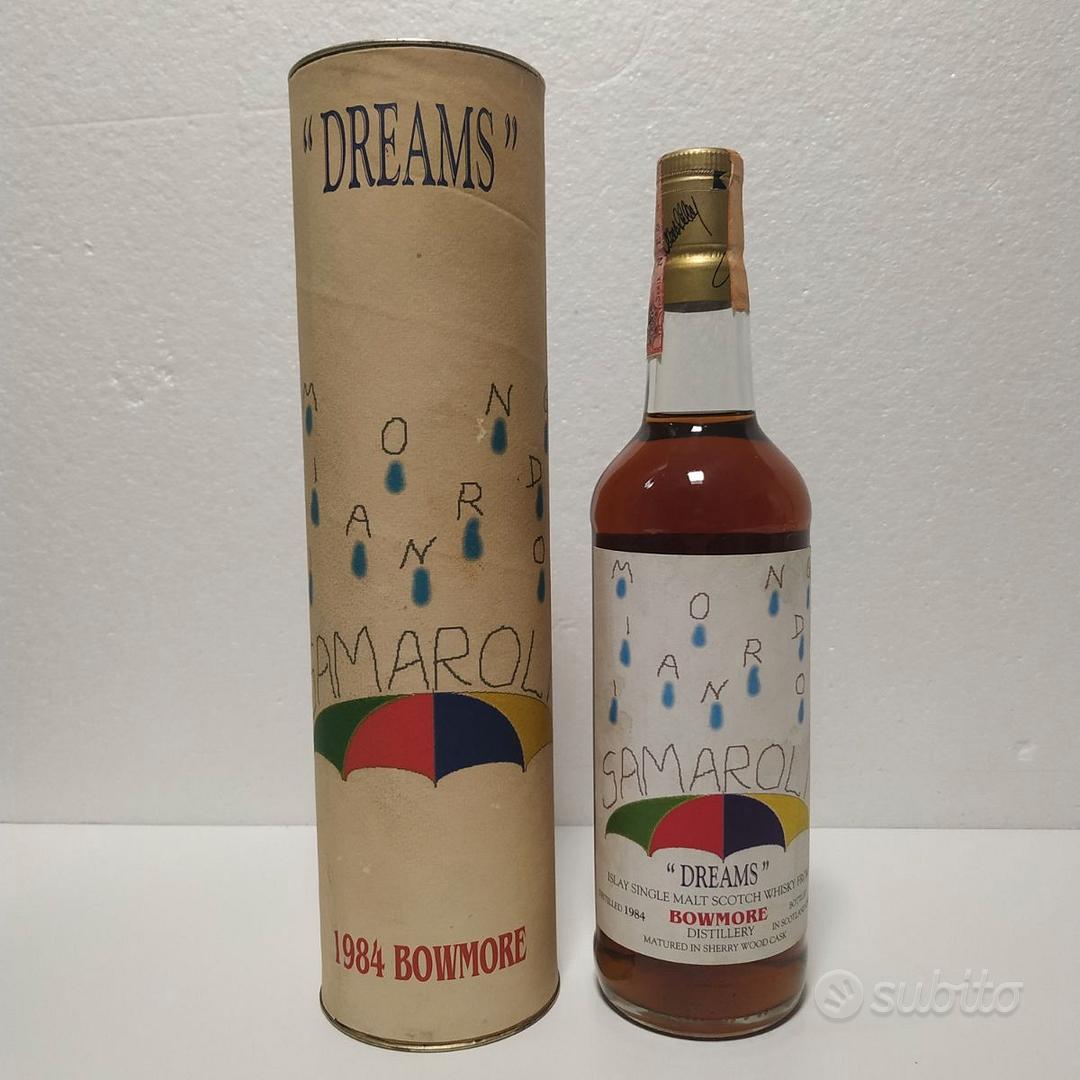 "DREAMS"
M O N G
I A N R D
I O
SAMAROLI
1984 BOWMORE
M O N G
I A N R D
I O
SAMAROLI
"DREAMS"
ISLAY SINGLE MALT SCOTCH WHISKY FROM
DISTILLED 1984
BOWMORE
DISTILLERY
IN SCOTLAND
MATURED IN SHERRY WOOD CASK
subito